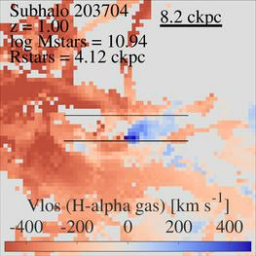 Subhalo 203704
8.2 ckpc
z = 1.00
log Mstars = 10.94
Rstars = 4.12 ckpc
Vlos (H-alpha gas) [km s⁻¹]
-400 -200 0 200 400